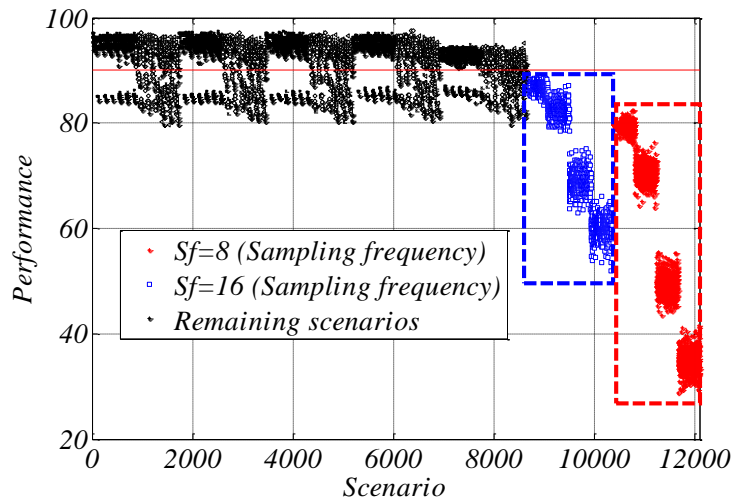 100
80
60
40
20
Performance
Sf=8 (Sampling frequency)
Sf=16 (Sampling frequency)
Remaining scenarios
0 2000 4000 6000 8000 10000 12000
Scenario